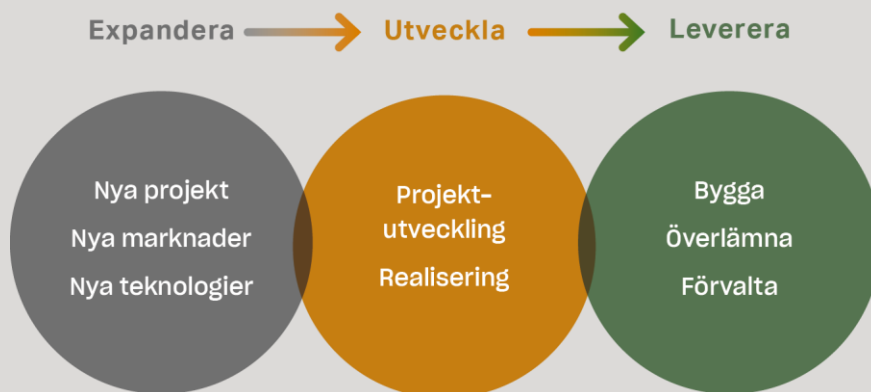 Expandera
Utveckla
Leverera
Nya projekt
Nya marknader
Nya teknologier
Projekt-
utveckling
Realisering
Bygga
Överlämna
Förvalta